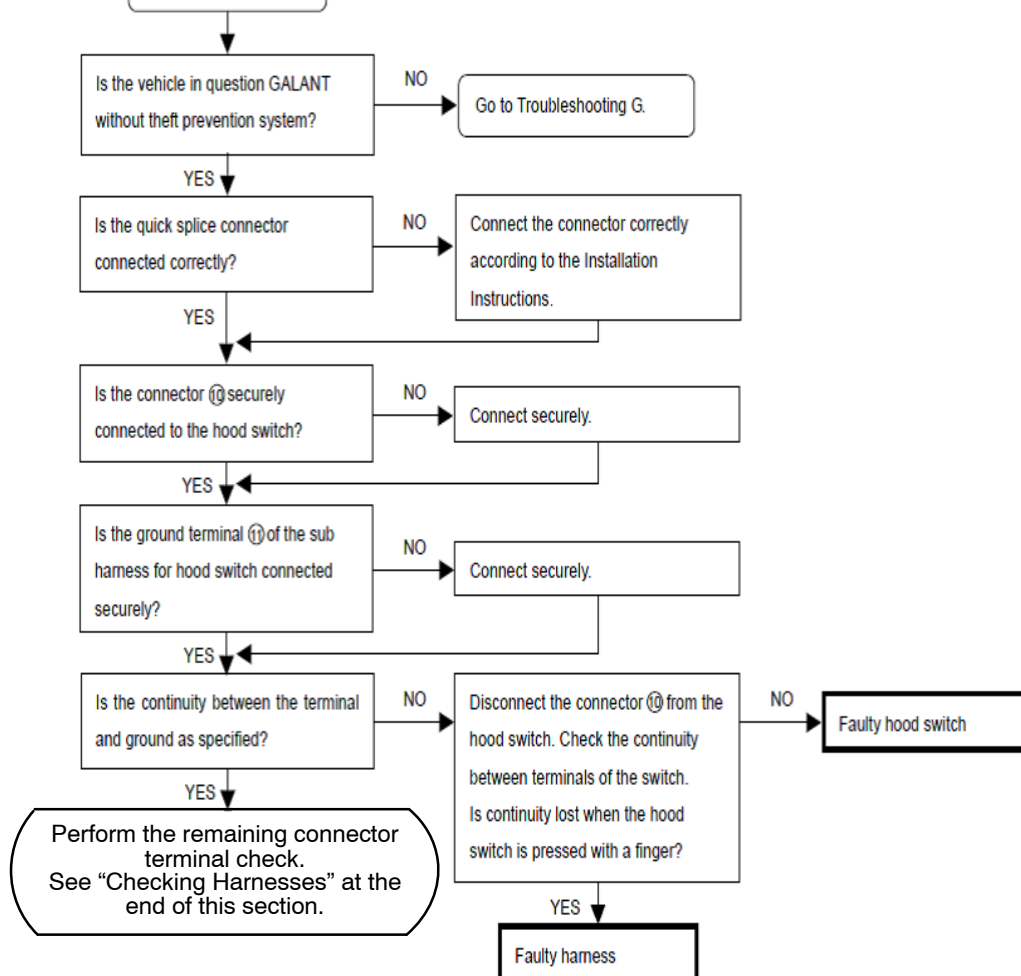 Is the vehicle in question GALANT
without theft prevention system?
NO
Go to Troubleshooting G.
YES
Is the quick splice connector
connected correctly?
NO
Connect the connector correctly
according to the Installation
Instructions.
YES
Is the connector ⑩ securely
connected to the hood switch?
NO
Connect securely.
YES
Is the ground terminal ⑪ of the sub
harness for hood switch connected
securely?
NO
Connect securely.
YES
Is the continuity between the terminal
and ground as specified?
NO
Disconnect the connector ⑩ from the
hood switch. Check the continuity
between terminals of the switch.
Is continuity lost when the hood
switch is pressed with a finger?
NO
Faulty hood switch
YES
Perform the remaining connector
terminal check.
See “Checking Harnesses” at the
end of this section.
YES
Faulty harness